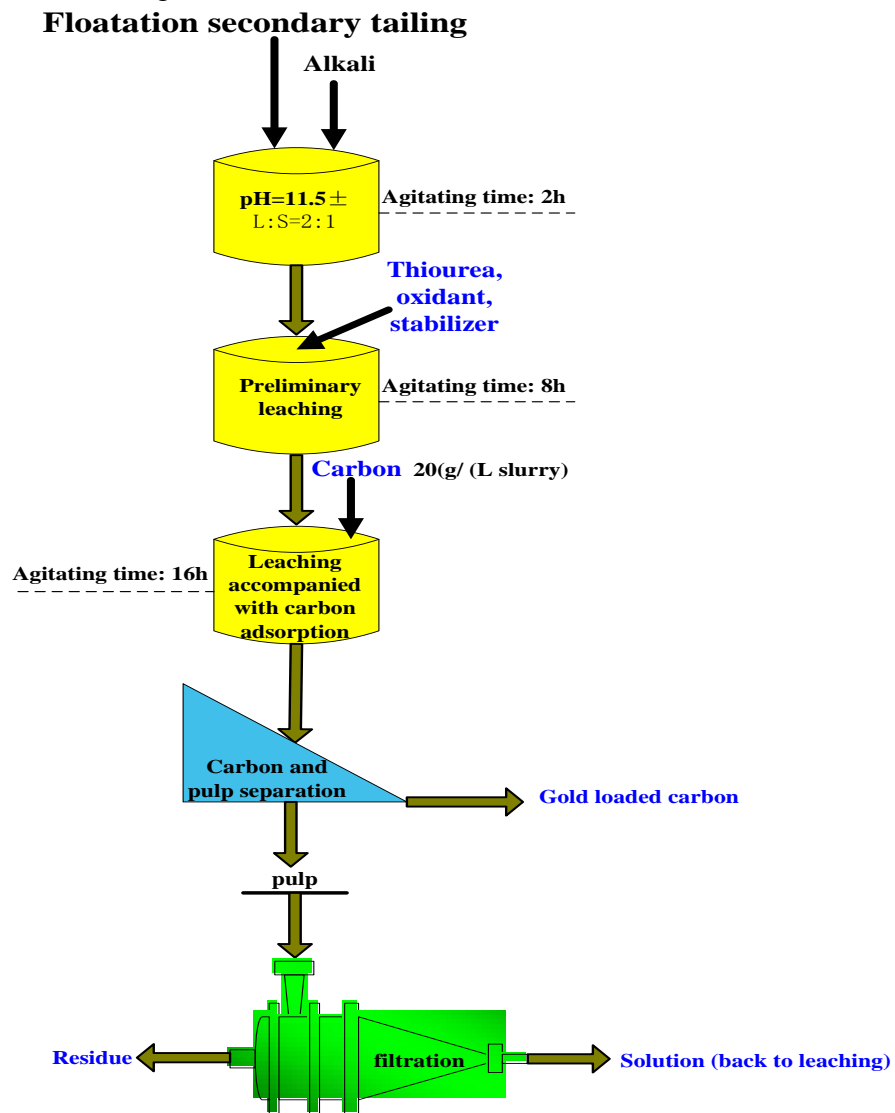 Floatation secondary tailing
Alkali
pH=11.5±
L:S=2:1
Agitating time: 2h
Thiourea,
oxidant,
stabilizer
Preliminary
leaching
Agitating time: 8h
Carbon 20(g/ (L slurry)
Leaching
accompanied
with carbon
adsorption
Agitating time: 16h
Carbon and
pulp separation
Gold loaded carbon
pulp
Residue
filtration
Solution (back to leaching)